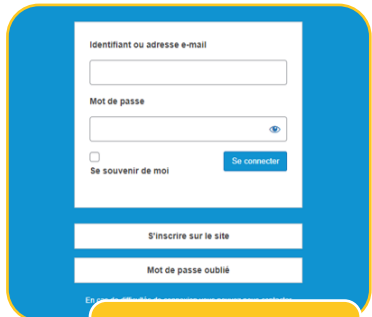 Identifiant ou adresse e-mail
Mot de passe
Se souvenir de moi
Se connecter
S'inscrire sur le site
Mot de passe oublié